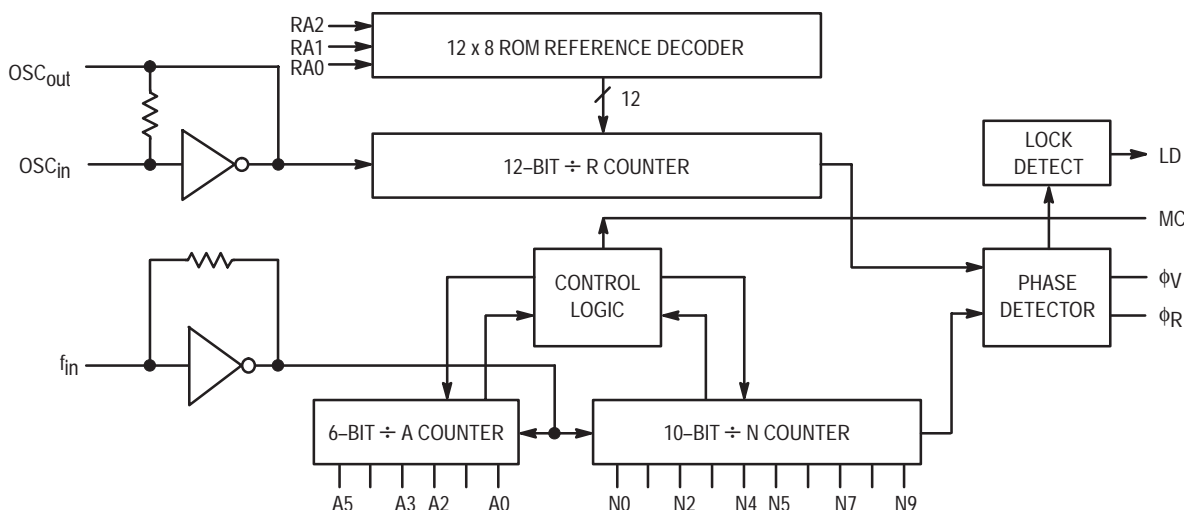 RA2
RA1
RA0
12 x 8 ROM REFERENCE DECODER
OSCout
12
OSCin
12–BIT ÷ R COUNTER
LOCK
DETECT
LD
MC
CONTROL
LOGIC
PHASE
DETECTOR
ϕV
ϕR
fin
6–BIT ÷ A COUNTER
10–BIT ÷ N COUNTER
A5 A3 A2 A0 N0 N2 N4 N5 N7 N9